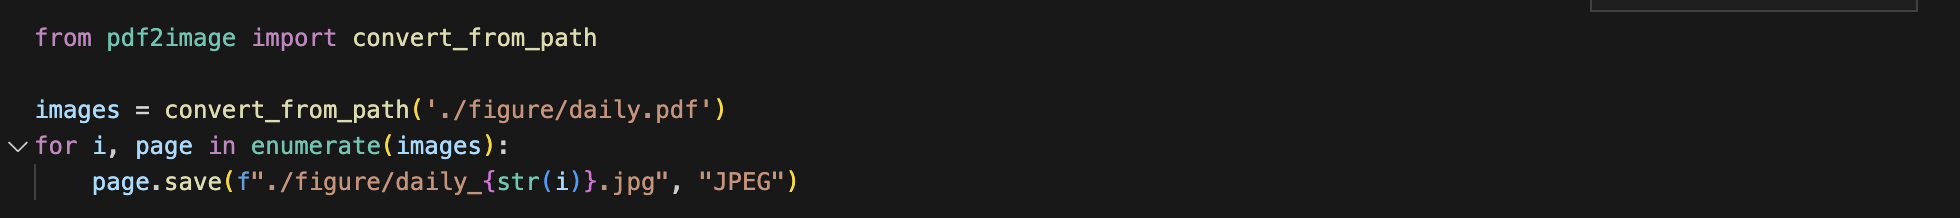 from pdf2image import convert_from_path
images = convert_from_path('./figure/daily.pdf')
for i, page in enumerate(images):
    page.save(f"./figure/daily_{str(i)}.jpg", "JPEG")